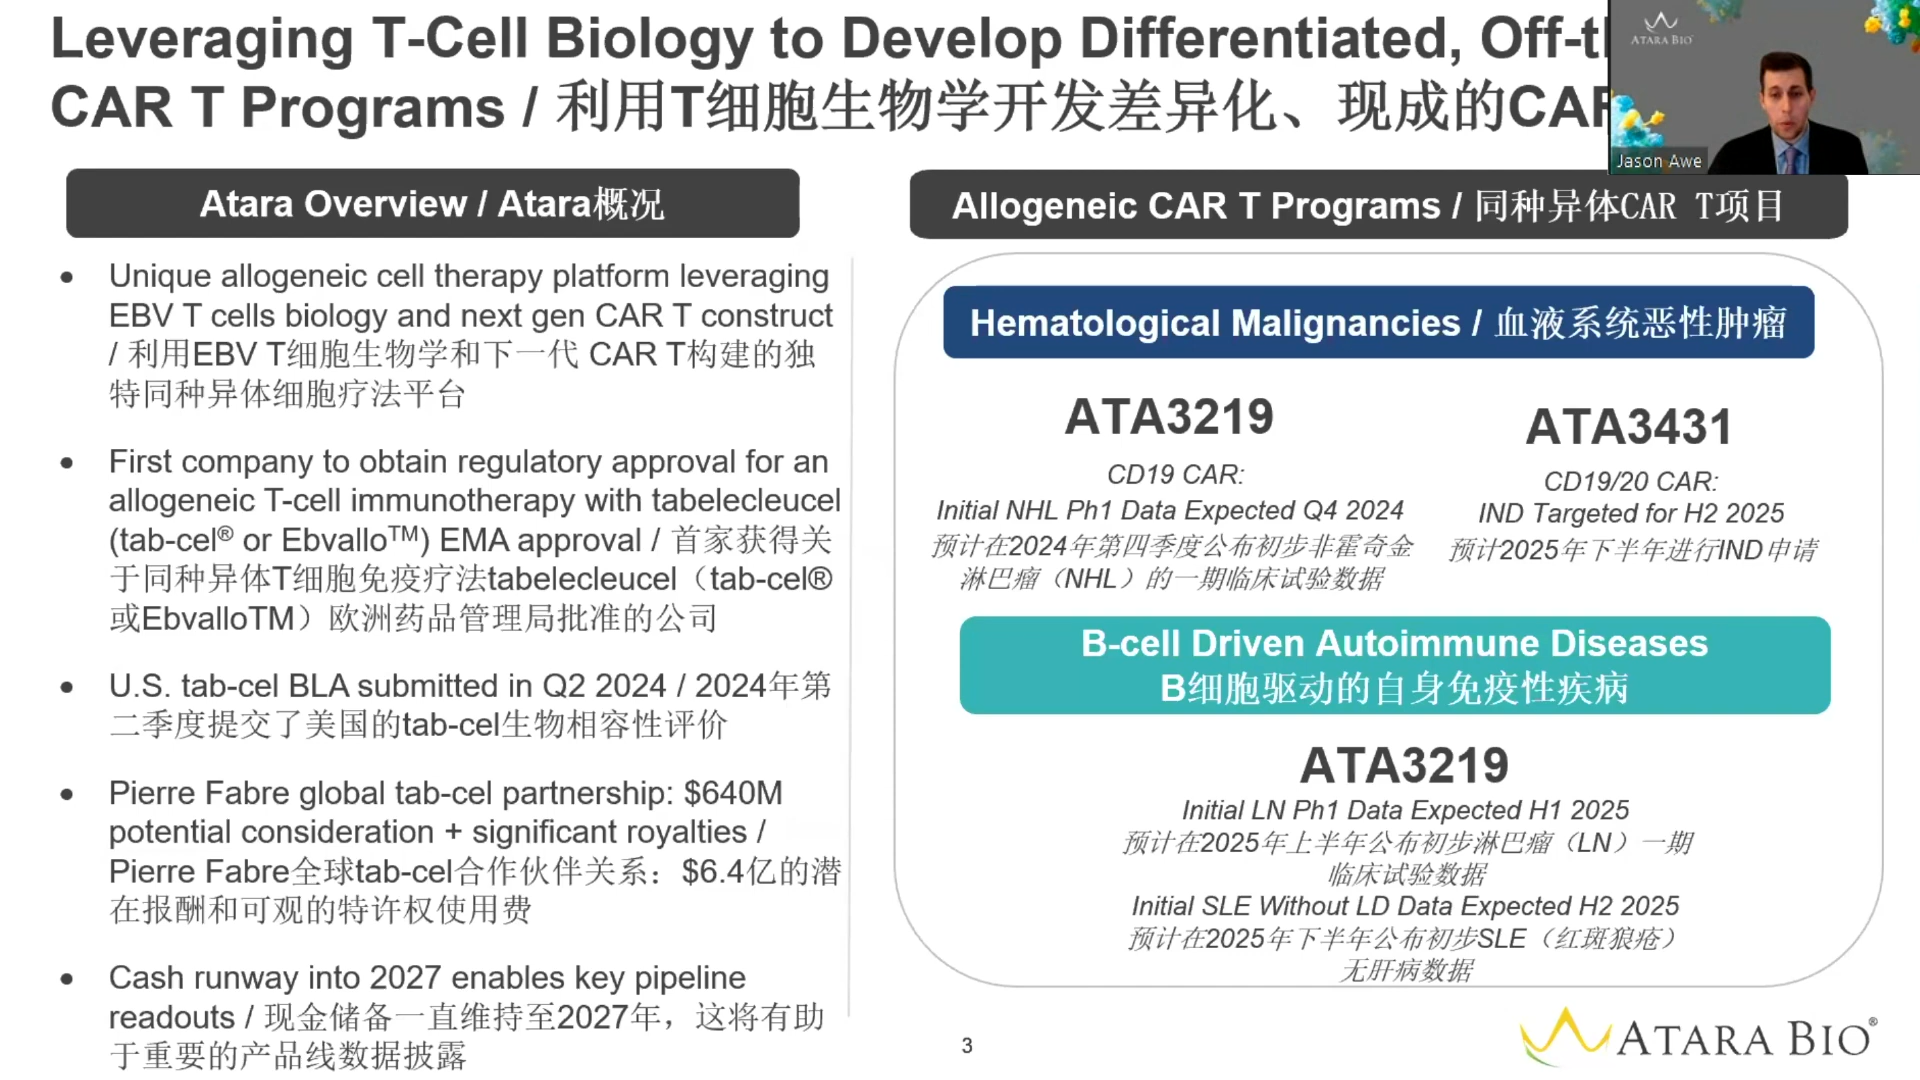 Leveraging T-Cell Biology to Develop Differentiated, Off-t
CAR T Programs / 利用T细胞生物学开发差异化、现成的CAR
ATARA BIO
Jason Awe
Atara Overview / Atara概况
Unique allogeneic cell therapy platform leveraging
EBV T cells biology and next gen CAR T construct
/ 利用EBV T细胞生物学和下一代 CAR T构建的独
特同种异体细胞疗法平台
First company to obtain regulatory approval for an
allogeneic T-cell immunotherapy with tabelecleucel
(tab-cel® or Ebvallo™) EMA approval / 首家获得关
于同种异体T细胞免疫疗法tabelecleucel（tab-cel®
或EbvalloTM）欧洲药品管理局批准的公司
U.S. tab-cel BLA submitted in Q2 2024 / 2024年第
二季度提交了美国的tab-cel生物相容性评价
Pierre Fabre global tab-cel partnership: $640M
potential consideration + significant royalties /
Pierre Fabre全球tab-cel合作伙伴关系：$6.4亿的潜
在报酬和可观的特许权使用费
Cash runway into 2027 enables key pipeline
readouts / 现金储备一直维持至2027年，这将有助
于重要的产品线数据披露
Allogeneic CAR T Programs / 同种异体CAR T项目
Hematological Malignancies / 血液系统恶性肿瘤
ATA3219
CD19 CAR:
Initial NHL Ph1 Data Expected Q4 2024
预计在2024年第四季度公布初步非霍奇金
淋巴瘤（NHL）的一期临床试验数据
ATA3431
CD19/20 CAR:
IND Targeted for H2 2025
预计2025年下半年进行IND申请
B-cell Driven Autoimmune Diseases
B细胞驱动的自身免疫性疾病
ATA3219
Initial LN Ph1 Data Expected H1 2025
预计在2025年上半年公布初步淋巴瘤（LN）一期
临床试验数据
Initial SLE Without LD Data Expected H2 2025
预计在2025年下半年公布初步SLE（红斑狼疮）
无肝病数据
3
ATARA BIO®